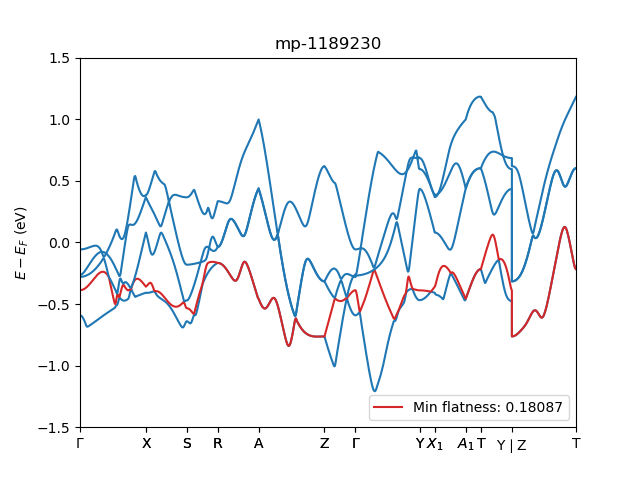 mp-1189230
1.5
1.0
0.5
0.0
−0.5
−1.0
−1.5
E − E_F (eV)
Min flatness: 0.18087
Γ X S R A Z Γ Y X₁ A₁ T Y | Z T